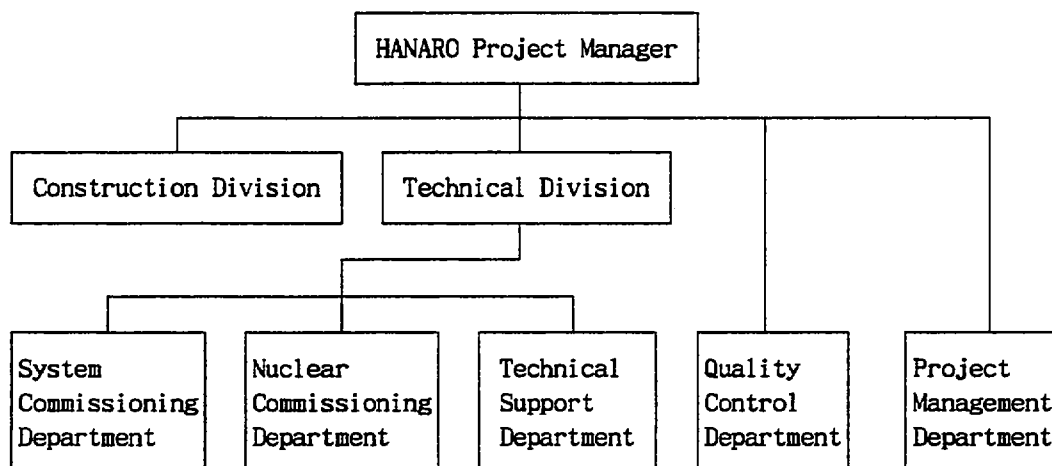 HANARO Project Manager
Construction Division
Technical Division
System
Commissioning
Department
Nuclear
Commissioning
Department
Technical
Support
Department
Quality
Control
Department
Project
Management
Department